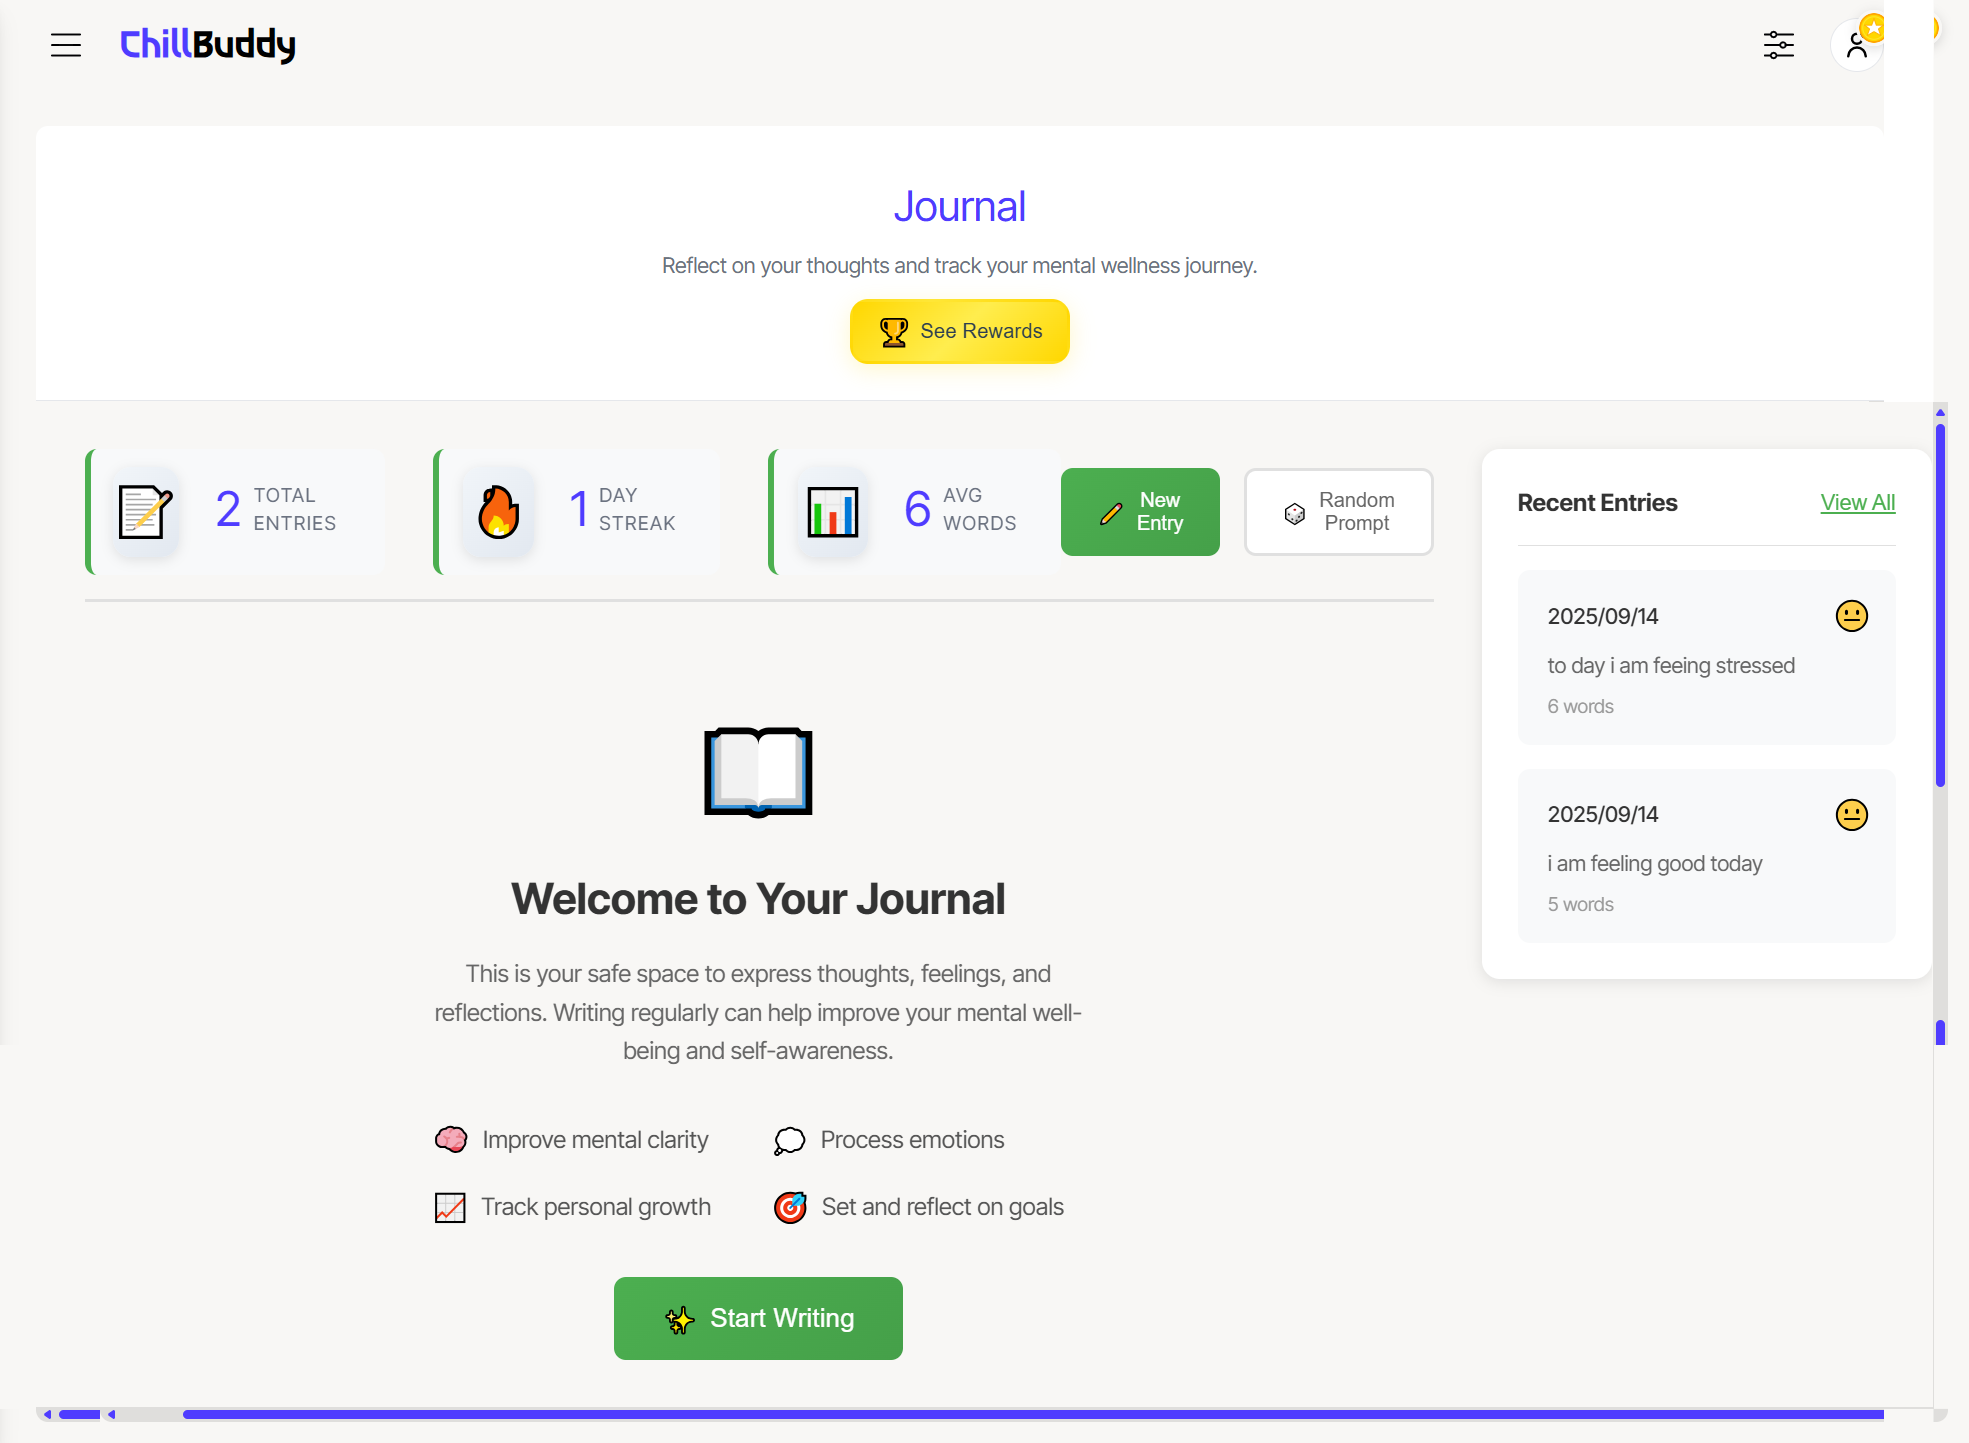 ChillBuddy
Journal
Reflect on your thoughts and track your mental wellness journey.
See Rewards
2 TOTAL
ENTRIES
1 DAY
STREAK
6 AVG
WORDS
New
Entry
Random
Prompt
Recent Entries
View All
2025/09/14
to day i am feeing stressed
6 words
2025/09/14
i am feeling good today
5 words
Welcome to Your Journal
This is your safe space to express thoughts, feelings, and
reflections. Writing regularly can help improve your mental well-
being and self-awareness.
Improve mental clarity
Process emotions
Track personal growth
Set and reflect on goals
Start Writing